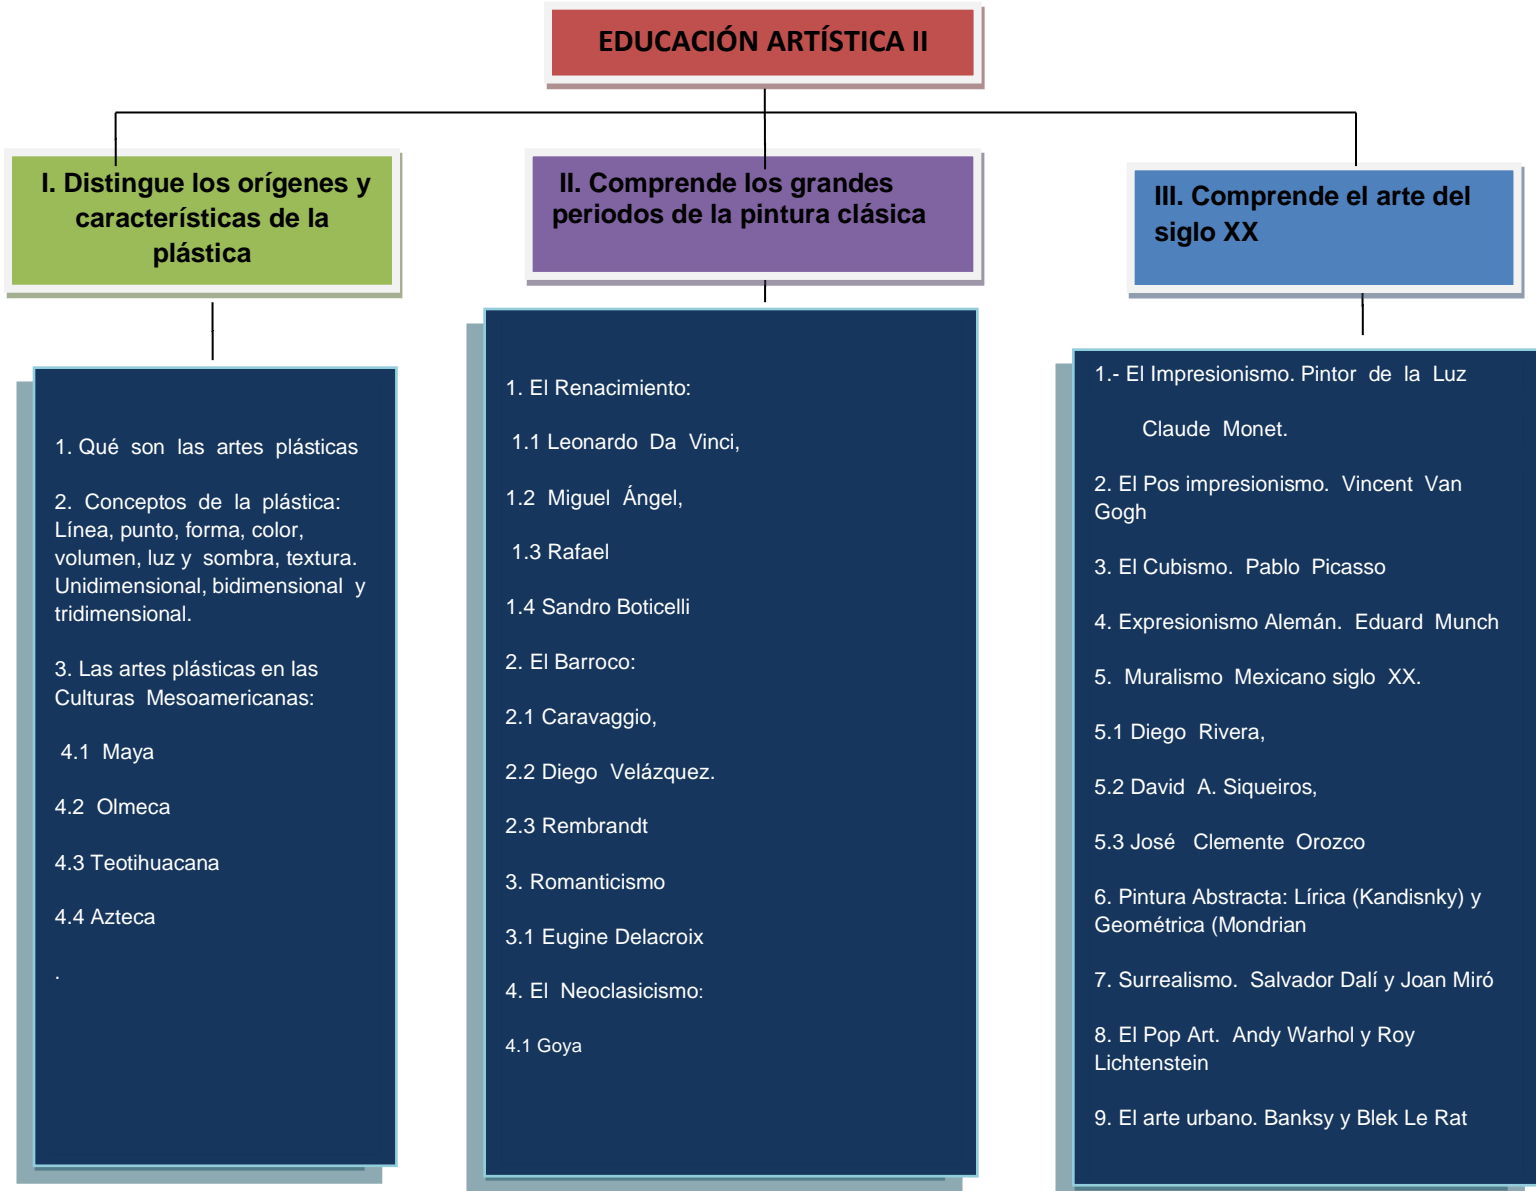 EDUCACIÓN ARTÍSTICA II
I. Distingue los orígenes y
características de la
plástica
II. Comprende los grandes
periodos de la pintura clásica
III. Comprende el arte del
siglo XX
1. Qué son las artes plásticas
2. Conceptos de la plástica:
Línea, punto, forma, color,
volumen, luz y sombra, textura.
Unidimensional, bidimensional y
tridimensional.
3. Las artes plásticas en las
Culturas Mesoamericanas:
4.1 Maya
4.2 Olmeca
4.3 Teotihuacana
4.4 Azteca
.
1. El Renacimiento:
1.1 Leonardo Da Vinci,
1.2 Miguel Ángel,
1.3 Rafael
1.4 Sandro Boticelli
2. El Barroco:
2.1 Caravaggio,
2.2 Diego Velázquez.
2.3 Rembrandt
3. Romanticismo
3.1 Eugine Delacroix
4. El Neoclasicismo:
4.1 Goya
1.- El Impresionismo. Pintor de la Luz
Claude Monet.
2. El Pos impresionismo. Vincent Van
Gogh
3. El Cubismo. Pablo Picasso
4. Expresionismo Alemán. Eduard Munch
5. Muralismo Mexicano siglo XX.
5.1 Diego Rivera,
5.2 David A. Siqueiros,
5.3 José Clemente Orozco
6. Pintura Abstracta: Lírica (Kandisnky) y
Geométrica (Mondrian
7. Surrealismo. Salvador Dalí y Joan Miró
8. El Pop Art. Andy Warhol y Roy
Lichtenstein
9. El arte urbano. Banksy y Blek Le Rat